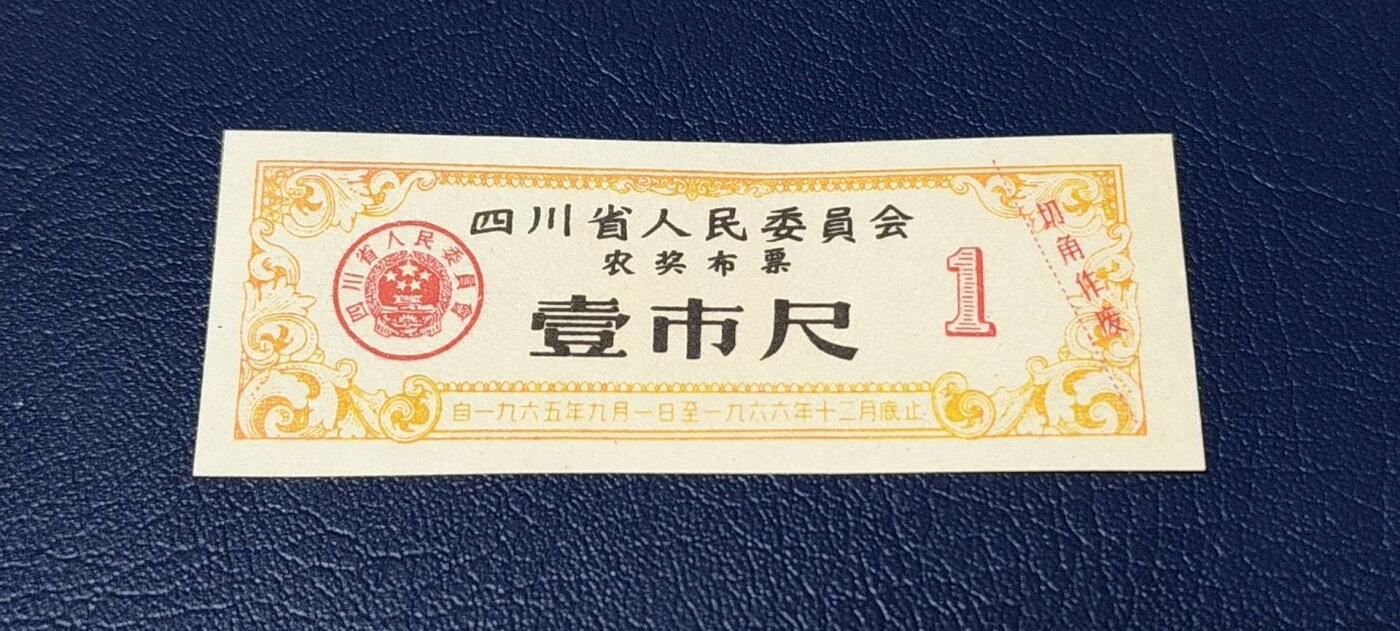 四川省人民委員会
农奖布票
壹市尺
1
切角作废
四川省人民委員會
自一九六五年九月一日至一九六六年十二月底止